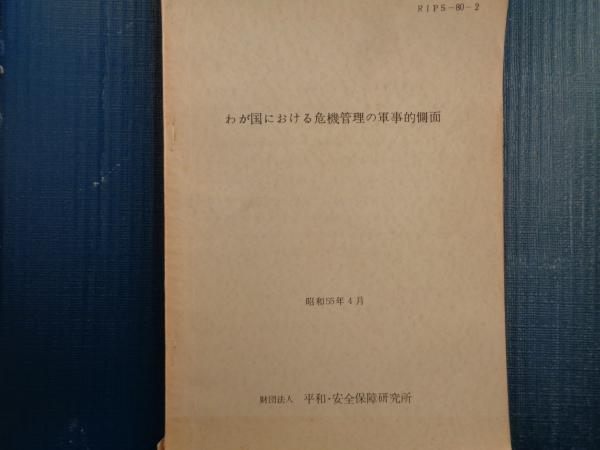 RIPS-80-2
わが国における危機管理の軍事的側面
昭和55年4月
財団法人 平和・安全保障研究所